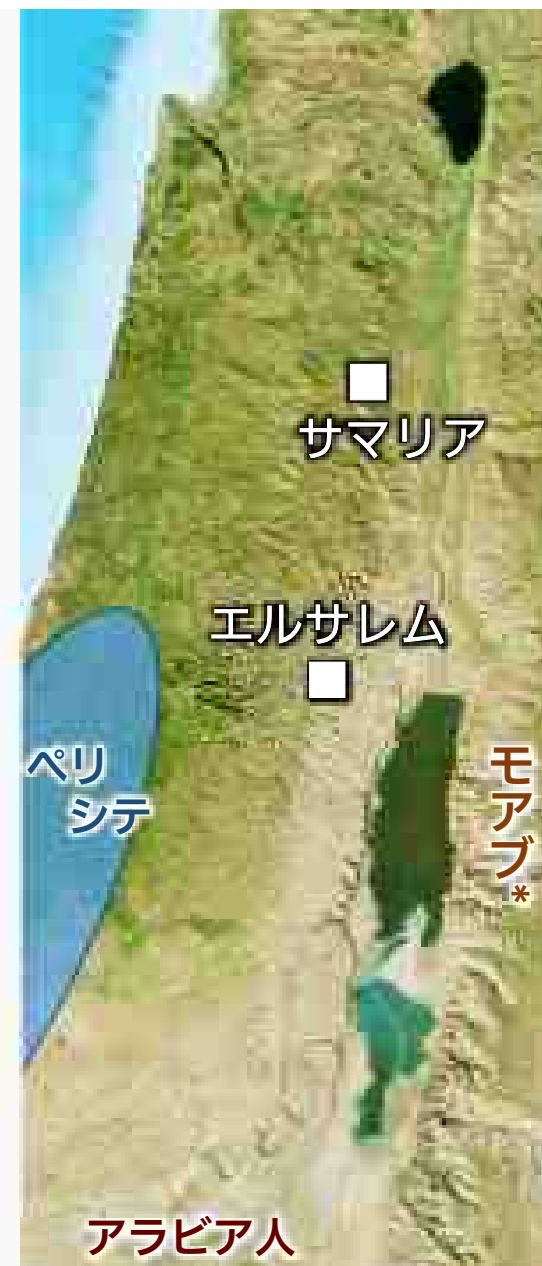 サマリア
エルサレム
ペリ
シテ
モアブ*
アラビア人